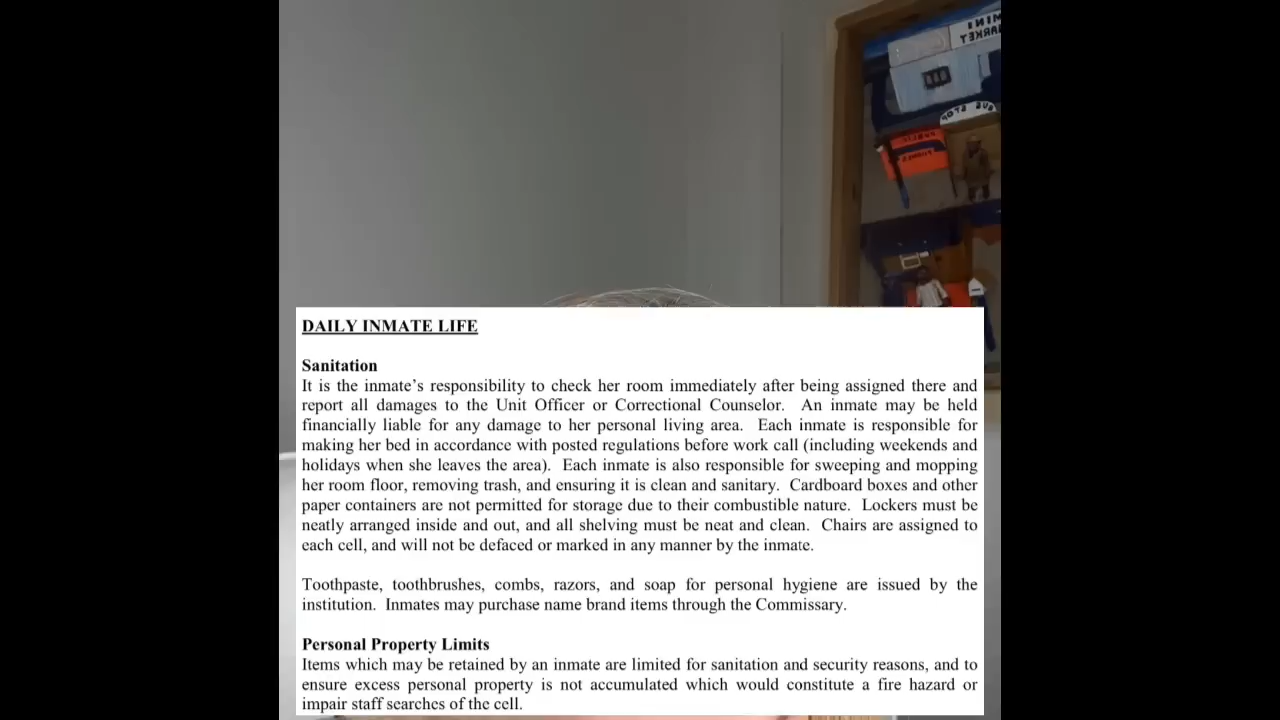 MINI
MARKET
BUS STOP
PUBLIC
DAILY INMATE LIFE
Sanitation
It is the inmate's responsibility to check her room immediately after being assigned there and
report all damages to the Unit Officer or Correctional Counselor. An inmate may be held
financially liable for any damage to her personal living area. Each inmate is responsible for
making her bed in accordance with posted regulations before work call (including weekends and
holidays when she leaves the area). Each inmate is also responsible for sweeping and mopping
her room floor, removing trash, and ensuring it is clean and sanitary. Cardboard boxes and other
paper containers are not permitted for storage due to their combustible nature. Lockers must be
neatly arranged inside and out, and all shelving must be neat and clean. Chairs are assigned to
each cell, and will not be defaced or marked in any manner by the inmate.
Toothpaste, toothbrushes, combs, razors, and soap for personal hygiene are issued by the
institution. Inmates may purchase name brand items through the Commissary.
Personal Property Limits
Items which may be retained by an inmate are limited for sanitation and security reasons, and to
ensure excess personal property is not accumulated which would constitute a fire hazard or
impair staff searches of the cell.